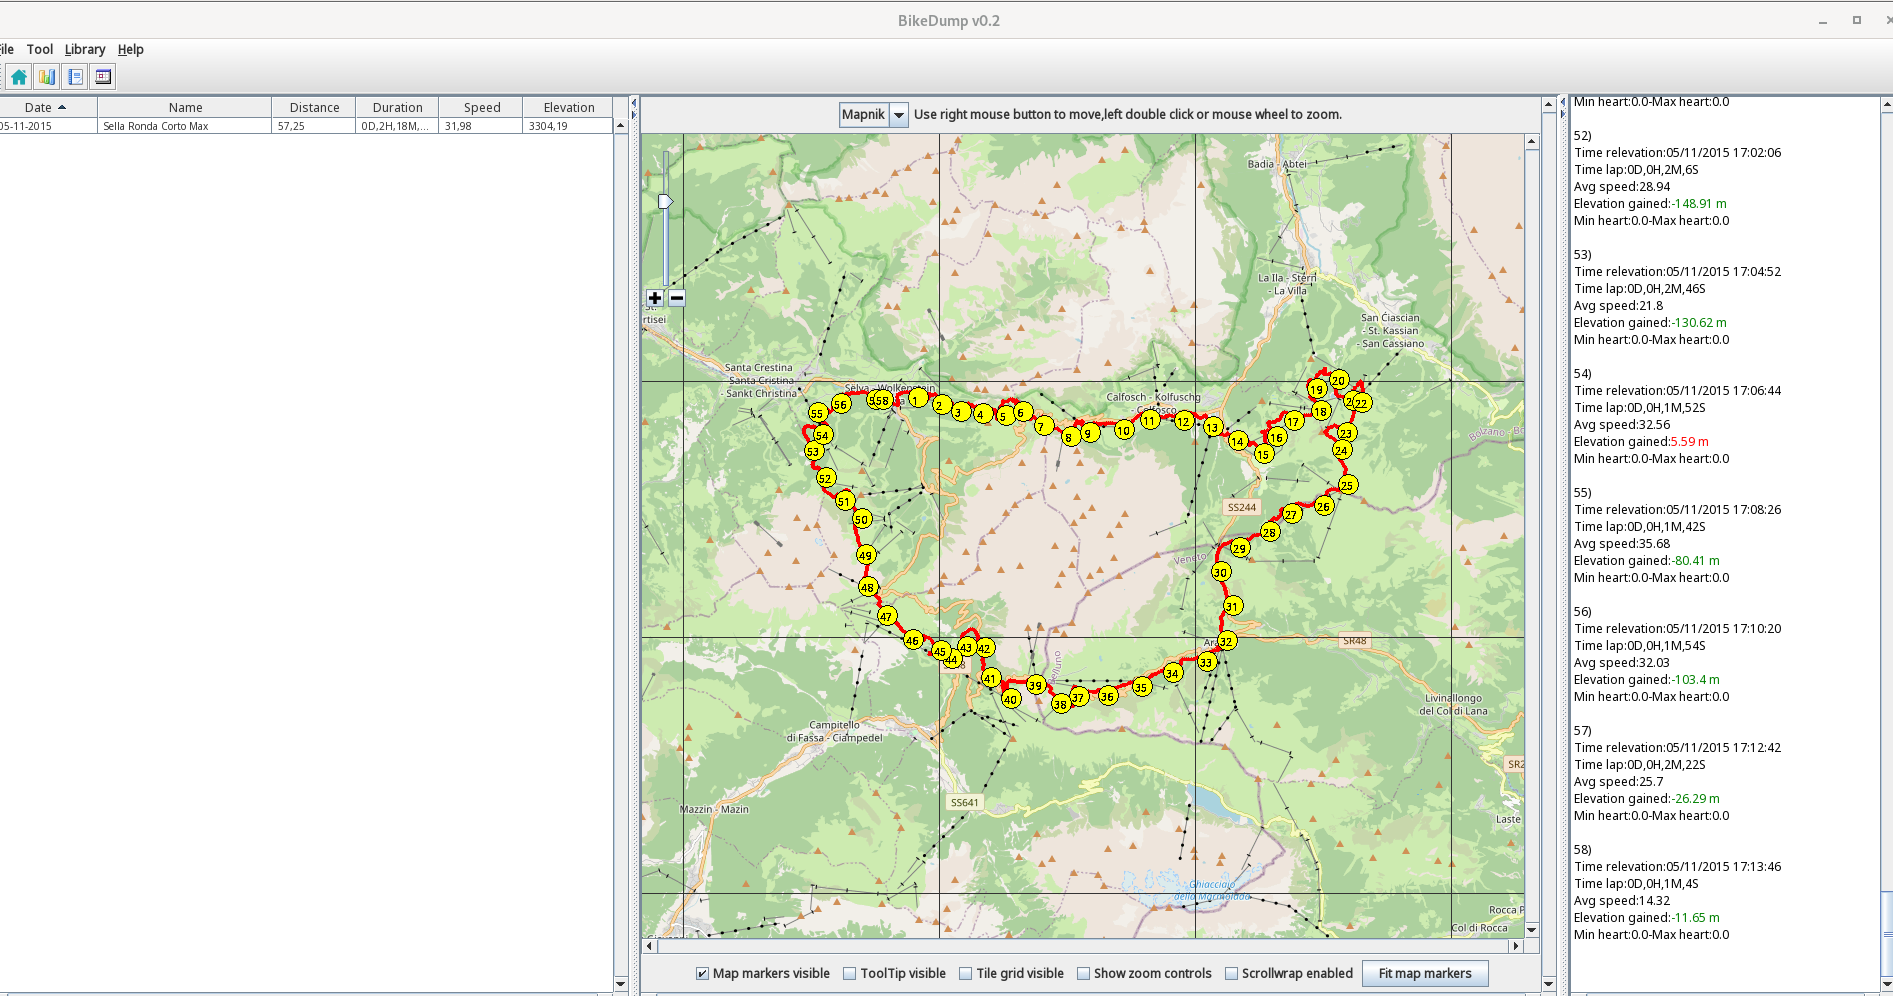 BikeDump v0.2
File Tool Library Help
Date Name Distance Duration Speed Elevation
05-11-2015 Sella Ronda Corto Max 57,25 0D,2H,18M,... 31,98 3304,19
Mapnik Use right mouse button to move,left double click or mouse wheel to zoom.
Badia - Abtei
La Ila - Stern
- La Villa
San Ciascian
- St. Kassian
- San Cassiano
St.
rtisei
Santa Crestina
Santa Cristina
- Sankt Christina
Selva - Wolkenstein
Calfosch - Kolfuschg
- Colfosco
Bolzano - Bo
1
2
3
4
5
6
7
8
9
10
11
12
13
14
15
16
17
18
19
20
2
22
23
24
25
26
27
28
29
30
31
32
33
34
35
36
37
38
39
40
41
42
43
44
45
46
47
48
49
50
51
52
53
54
55
56
5
58
SS244
Veneto
Ara
SR48
Belluno
Livinallongo
del Col di Lana
Campitello
di Fassa - Ciampedel
SR2
Mazzin - Mazin
SS641
Laste
Ghiacciaio
della Marmolada
Rocca P
Col di Rocca
Map markers visible ToolTip visible Tile grid visible Show zoom controls Scrollwrap enabled Fit map markers
Min heart:0.0-Max heart:0.0
52)
Time relevation:05/11/2015 17:02:06
Time lap:0D,0H,2M,6S
Avg speed:28.94
Elevation gained:-148.91 m
Min heart:0.0-Max heart:0.0
53)
Time relevation:05/11/2015 17:04:52
Time lap:0D,0H,2M,46S
Avg speed:21.8
Elevation gained:-130.62 m
Min heart:0.0-Max heart:0.0
54)
Time relevation:05/11/2015 17:06:44
Time lap:0D,0H,1M,52S
Avg speed:32.56
Elevation gained:5.59 m
Min heart:0.0-Max heart:0.0
55)
Time relevation:05/11/2015 17:08:26
Time lap:0D,0H,1M,42S
Avg speed:35.68
Elevation gained:-80.41 m
Min heart:0.0-Max heart:0.0
56)
Time relevation:05/11/2015 17:10:20
Time lap:0D,0H,1M,54S
Avg speed:32.03
Elevation gained:-103.4 m
Min heart:0.0-Max heart:0.0
57)
Time relevation:05/11/2015 17:12:42
Time lap:0D,0H,2M,22S
Avg speed:25.7
Elevation gained:-26.29 m
Min heart:0.0-Max heart:0.0
58)
Time relevation:05/11/2015 17:13:46
Time lap:0D,0H,1M,4S
Avg speed:14.32
Elevation gained:-11.65 m
Min heart:0.0-Max heart:0.0